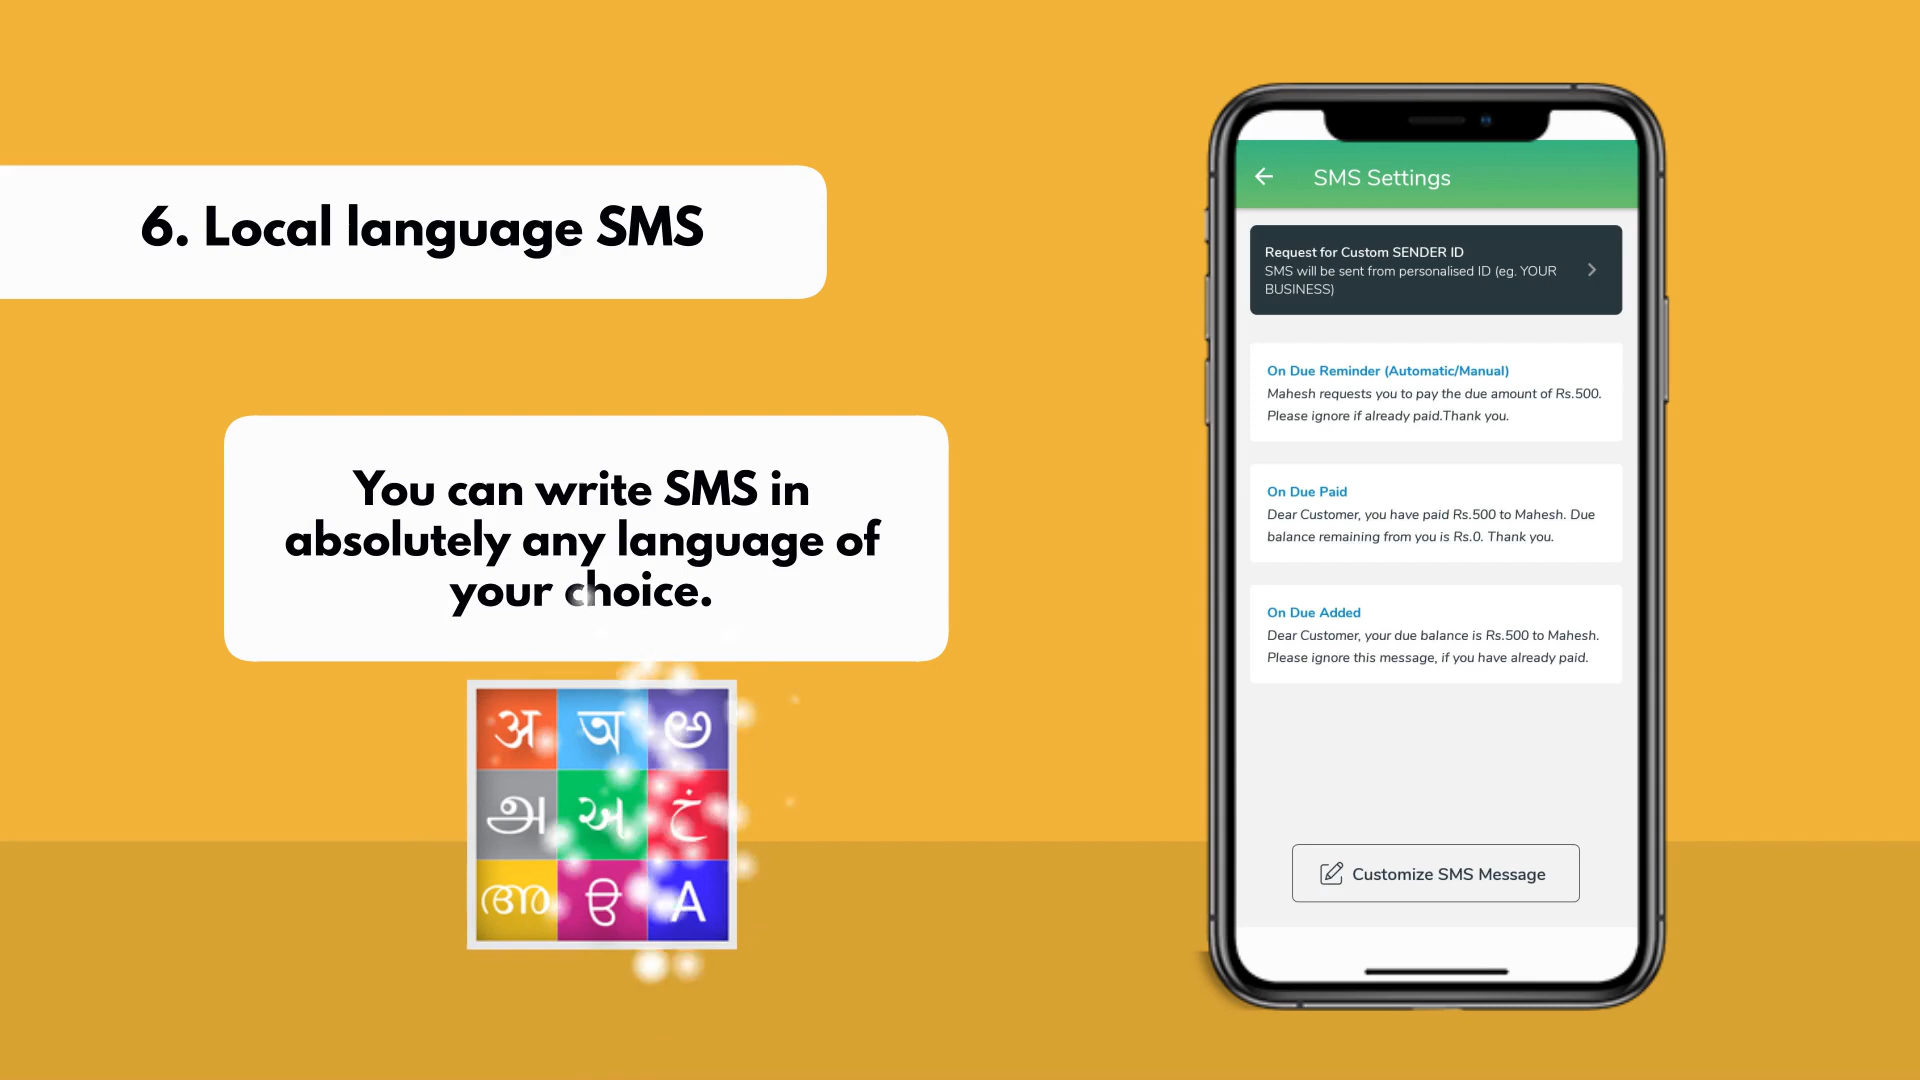 6. Local language SMS
You can write SMS in
absolutely any language of
your choice.
अ অ అ
அ અ خ
അ ੳ A
SMS Settings
Request for Custom SENDER ID
SMS will be sent from personalised ID (eg. YOUR
BUSINESS)
On Due Reminder (Automatic/Manual)
Mahesh requests you to pay the due amount of Rs.500.
Please ignore if already paid.Thank you.
On Due Paid
Dear Customer, you have paid Rs.500 to Mahesh. Due
balance remaining from you is Rs.0. Thank you.
On Due Added
Dear Customer, your due balance is Rs.500 to Mahesh.
Please ignore this message, if you have already paid.
Customize SMS Message